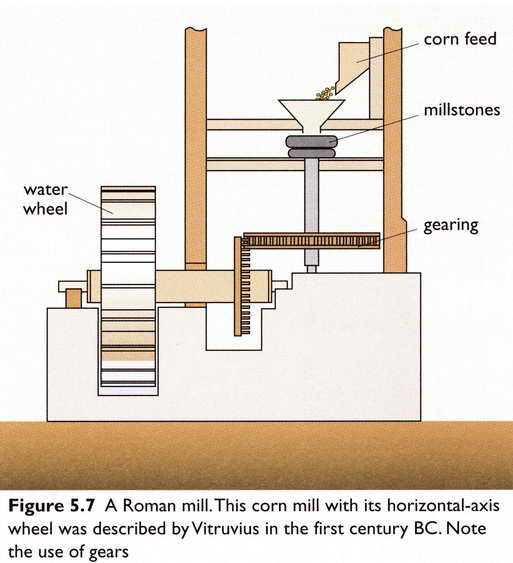 corn feed
millstones
water
wheel
gearing
Figure 5.7 A Roman mill. This corn mill with its horizontal-axis
wheel was described by Vitruvius in the first century BC. Note
the use of gears